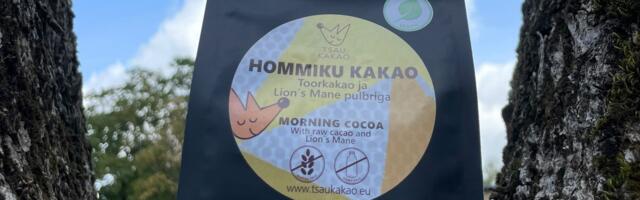 TSAU
KAKAO
HOMMIKU KAKAO
Toorkakao ja
Lion's Mane pulbriga
MORNING COCOA
With raw cacao and
Lion's Mane
www.tsaukakao.eu